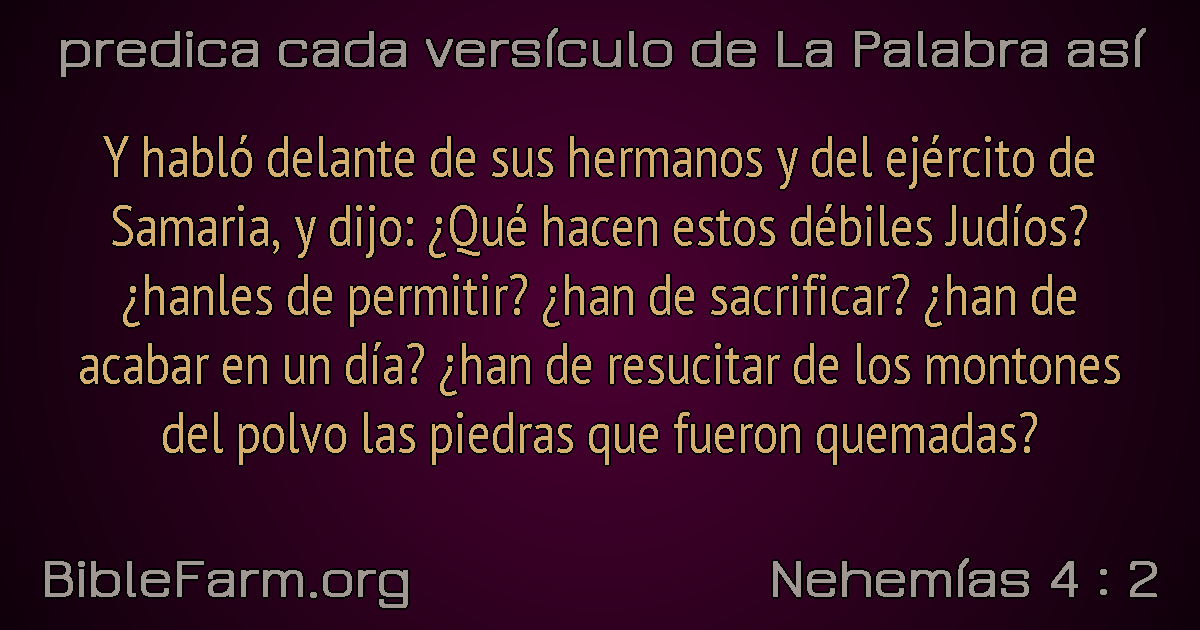 predica cada versículo de La Palabra así
Y habló delante de sus hermanos y del ejército de
Samaria, y dijo: ¿Qué hacen estos débiles Judíos?
¿hanles de permitir? ¿han de sacrificar? ¿han de
acabar en un día? ¿han de resucitar de los montones
del polvo las piedras que fueron quemadas?
BibleFarm.org
Nehemías 4 : 2